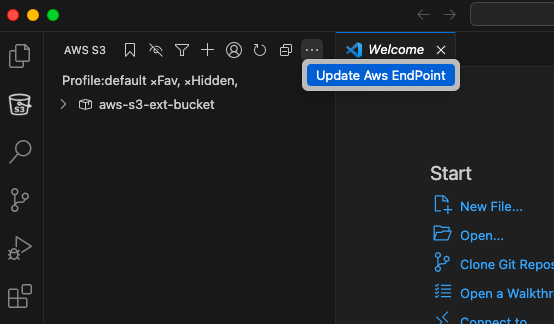 AWS S3
Welcome
Update Aws EndPoint
Profile:default ×Fav, ×Hidden,
aws-s3-ext-bucket
S3
Start
New File...
Open...
Clone Git Repos
Open a Walkthr
Connect to